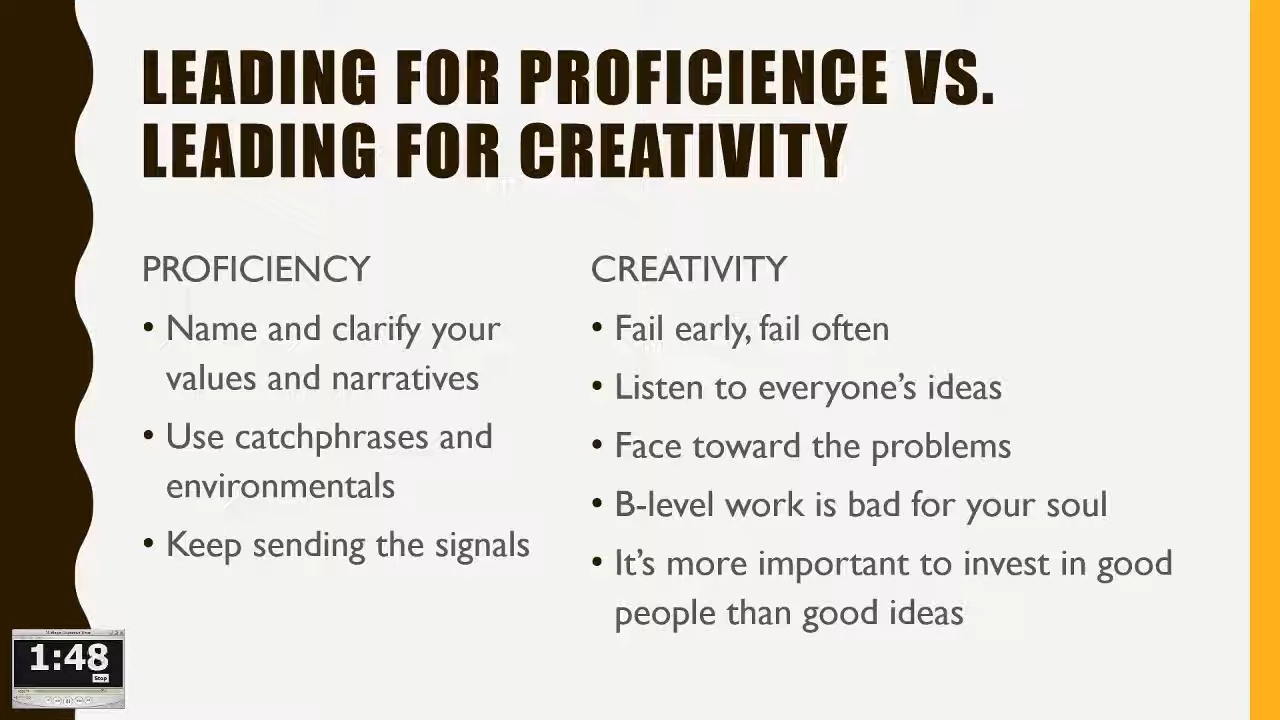 LEADING FOR PROFICIENCE VS.
LEADING FOR CREATIVITY
PROFICIENCY
• Name and clarify your
values and narratives
• Use catchphrases and
environmentals
• Keep sending the signals
CREATIVITY
• Fail early, fail often
• Listen to everyone’s ideas
• Face toward the problems
• B-level work is bad for your soul
• It’s more important to invest in good
people than good ideas
1:48
Stop